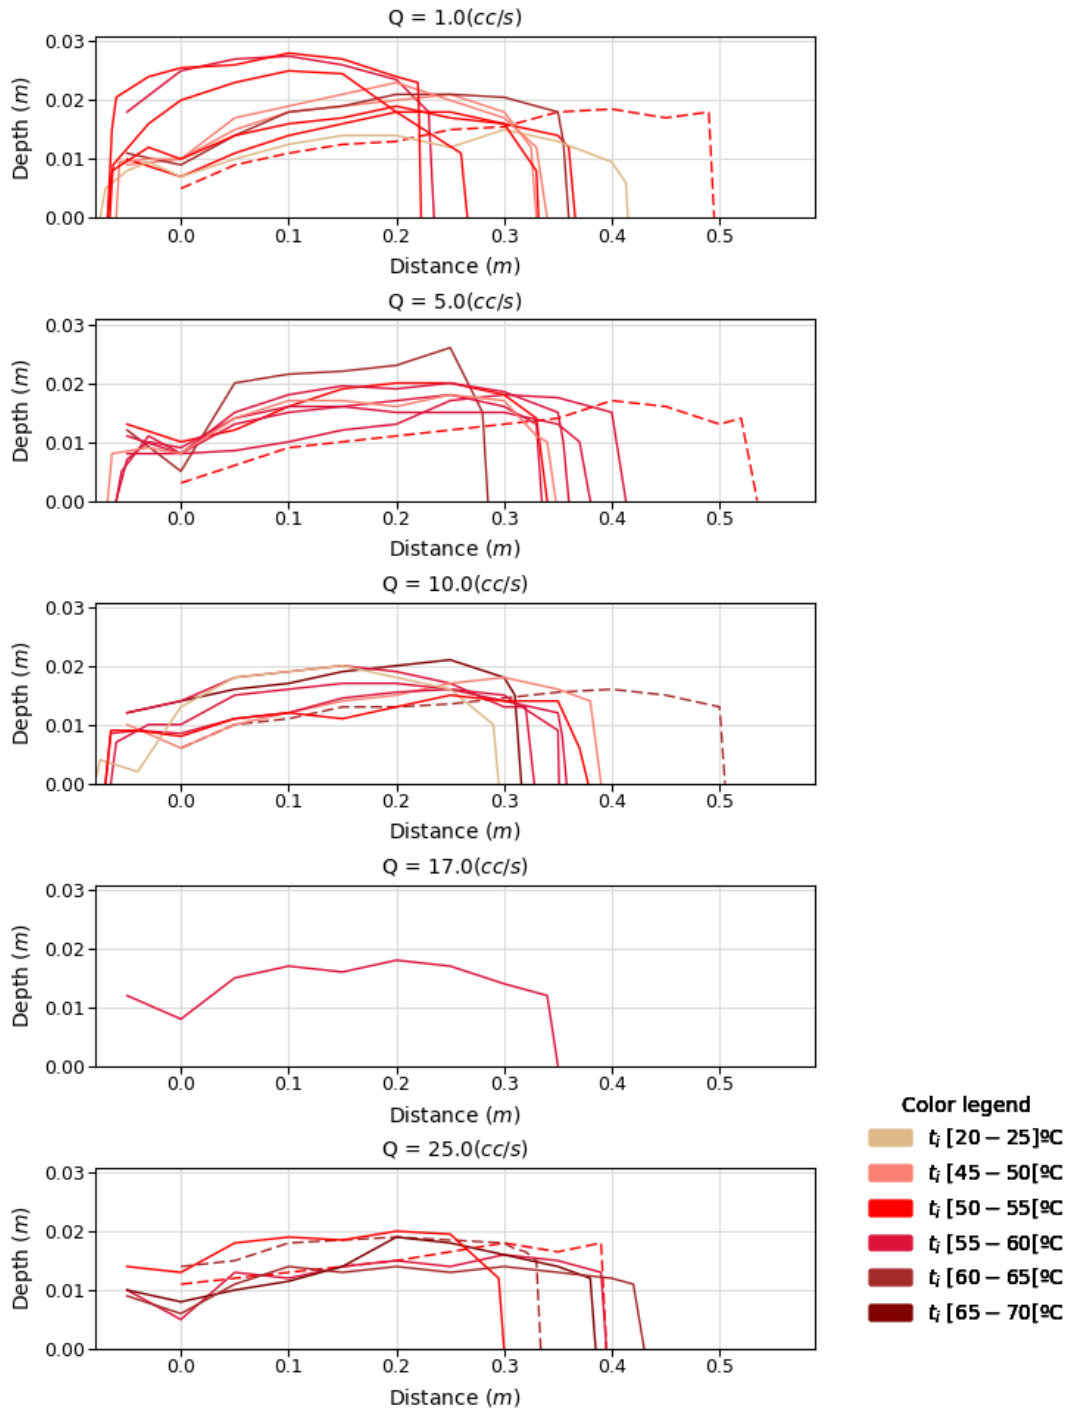 Q = 1.0(cc/s)
0.03
0.02
0.01
0.00
Depth (m)
0.0 0.1 0.2 0.3 0.4 0.5
Distance (m)
Q = 5.0(cc/s)
0.03
0.02
0.01
0.00
Depth (m)
0.0 0.1 0.2 0.3 0.4 0.5
Distance (m)
Q = 10.0(cc/s)
0.03
0.02
0.01
0.00
Depth (m)
0.0 0.1 0.2 0.3 0.4 0.5
Distance (m)
Q = 17.0(cc/s)
0.03
0.02
0.01
0.00
Depth (m)
0.0 0.1 0.2 0.3 0.4 0.5
Distance (m)
Q = 25.0(cc/s)
0.03
0.02
0.01
0.00
Depth (m)
0.0 0.1 0.2 0.3 0.4 0.5
Distance (m)
Color legend
tᵢ [20 − 25]ºC
tᵢ [45 − 50[ºC
tᵢ [50 − 55[ºC
tᵢ [55 − 60[ºC
tᵢ [60 − 65[ºC
tᵢ [65 − 70[ºC